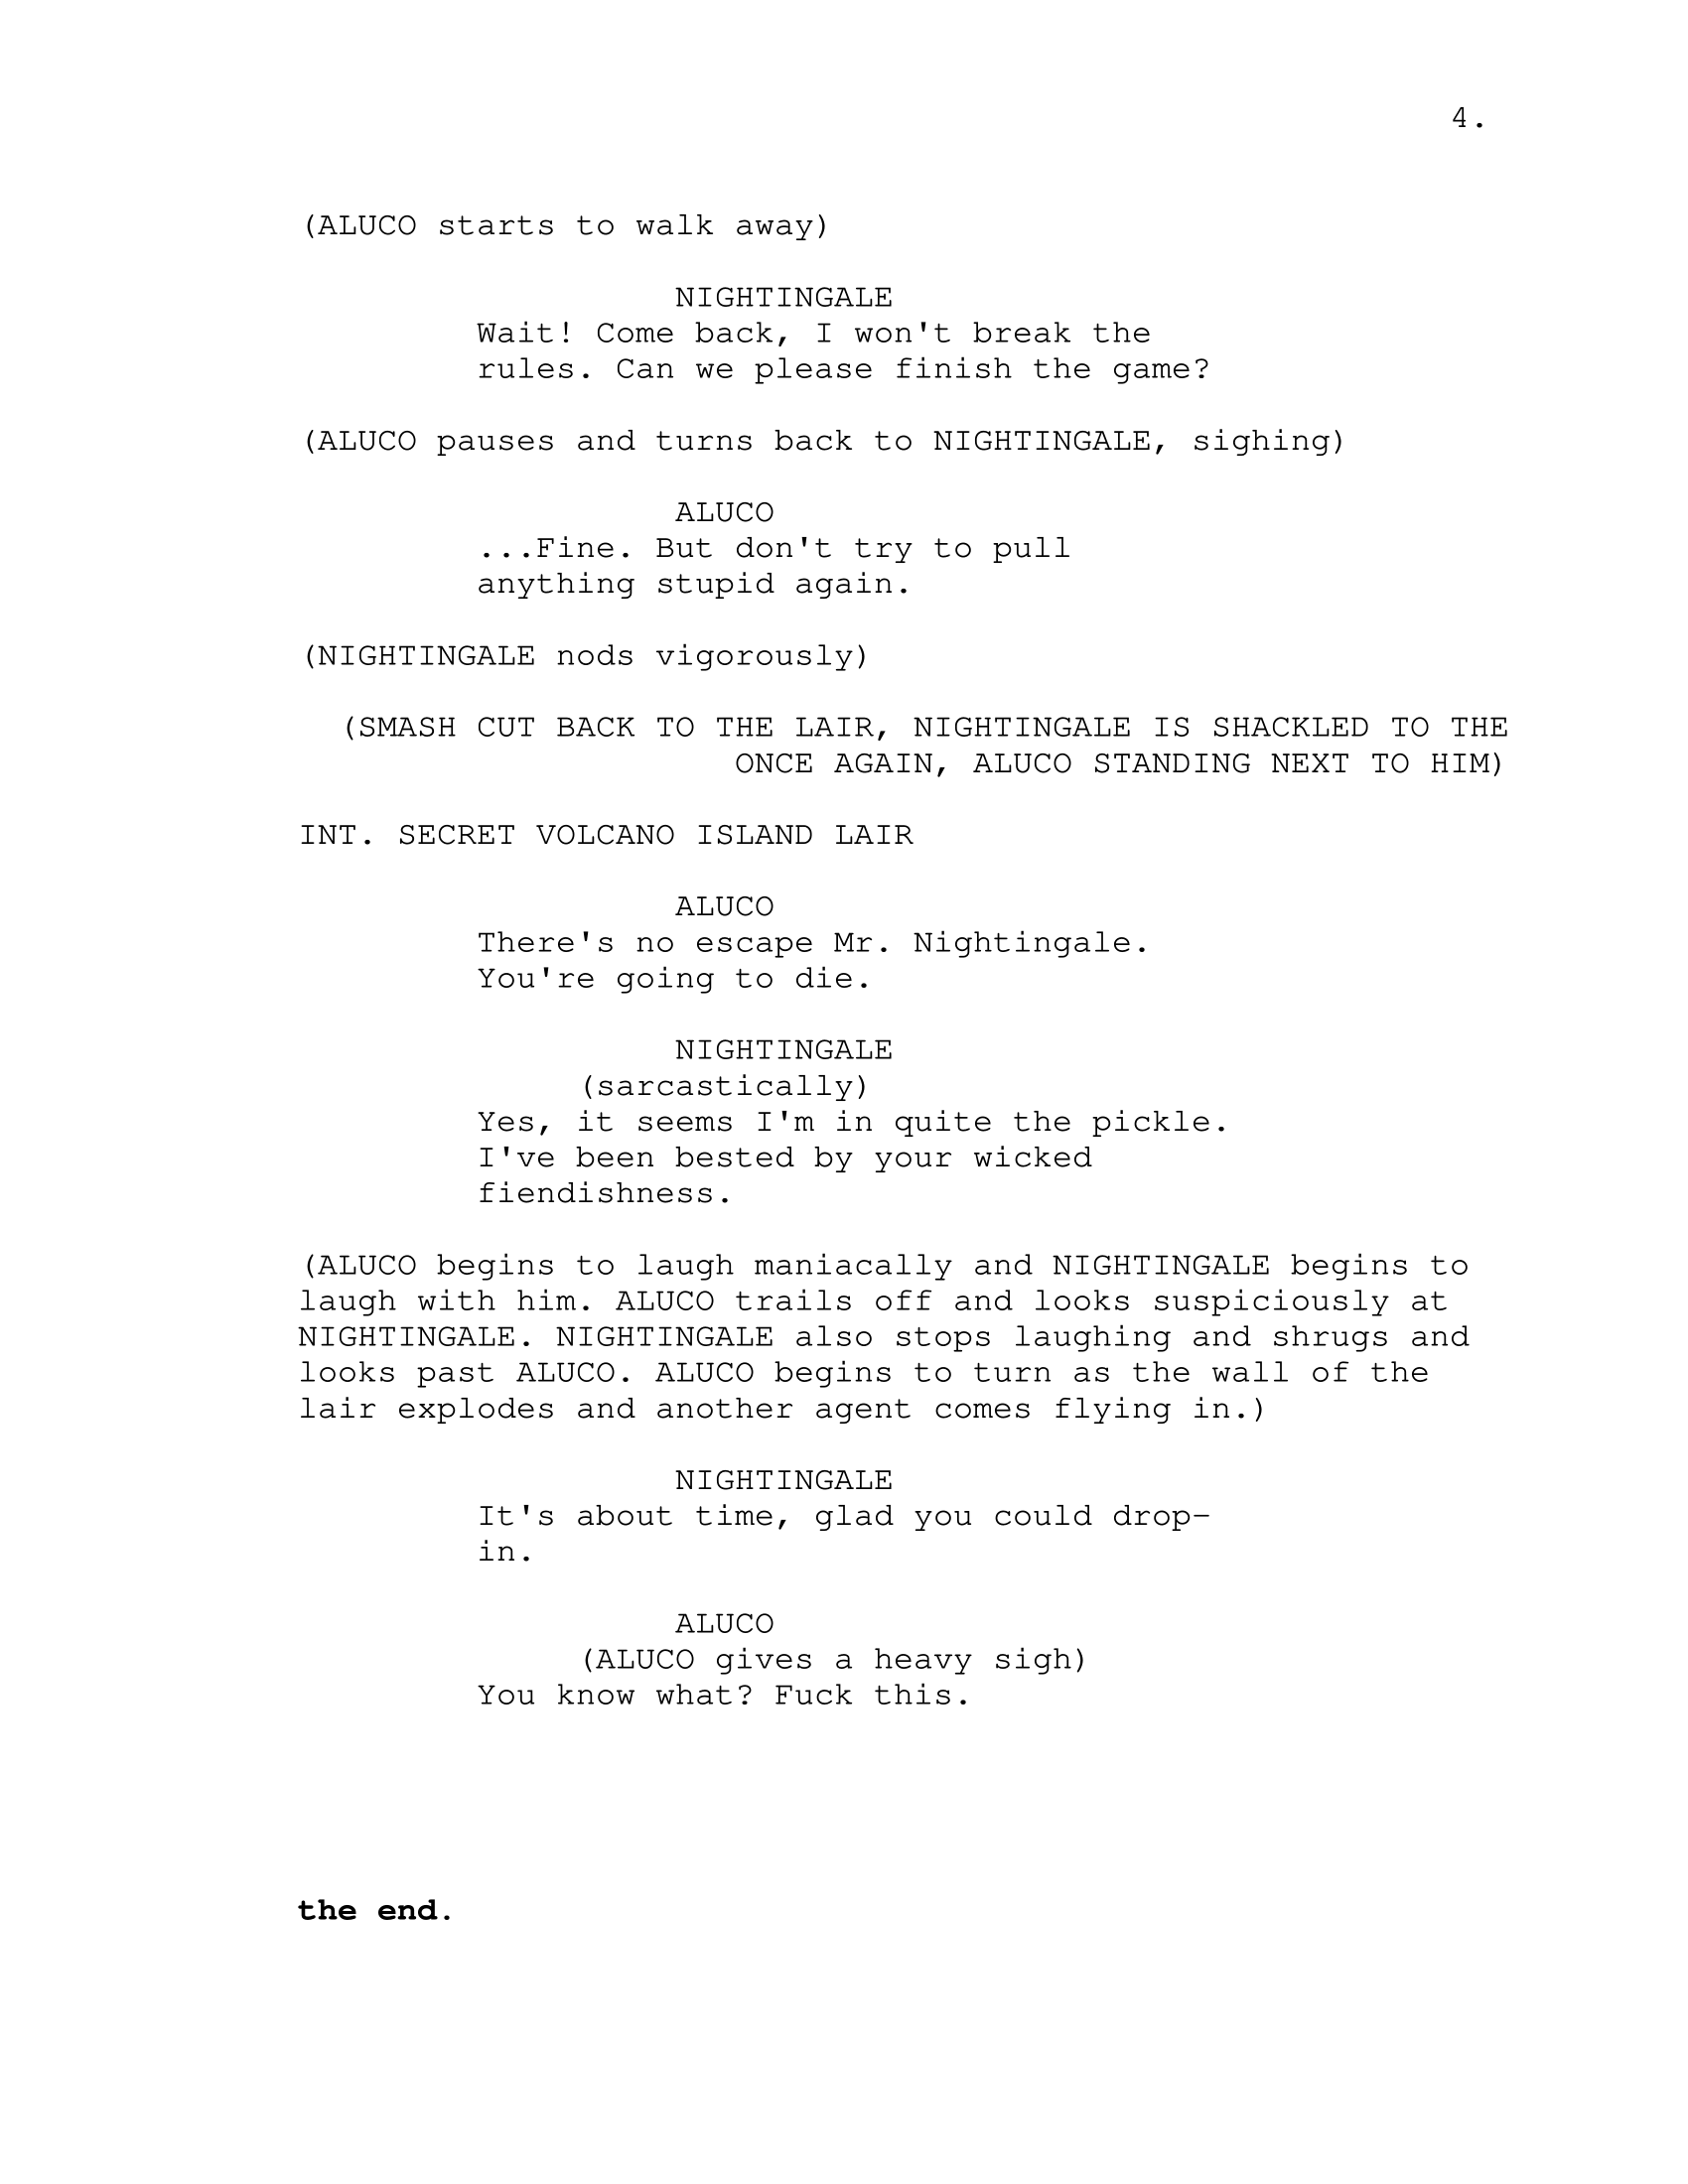 4.
(ALUCO starts to walk away)
NIGHTINGALE
Wait! Come back, I won't break the
rules. Can we please finish the game?
(ALUCO pauses and turns back to NIGHTINGALE, sighing)
ALUCO
...Fine. But don't try to pull
anything stupid again.
(NIGHTINGALE nods vigorously)
(SMASH CUT BACK TO THE LAIR, NIGHTINGALE IS SHACKLED TO THE
ONCE AGAIN, ALUCO STANDING NEXT TO HIM)
INT. SECRET VOLCANO ISLAND LAIR
ALUCO
There's no escape Mr. Nightingale.
You're going to die.
NIGHTINGALE
(sarcastically)
Yes, it seems I'm in quite the pickle.
I've been bested by your wicked
fiendishness.
(ALUCO begins to laugh maniacally and NIGHTINGALE begins to
laugh with him. ALUCO trails off and looks suspiciously at
NIGHTINGALE. NIGHTINGALE also stops laughing and shrugs and
looks past ALUCO. ALUCO begins to turn as the wall of the
lair explodes and another agent comes flying in.)
NIGHTINGALE
It's about time, glad you could drop-
in.
ALUCO
(ALUCO gives a heavy sigh)
You know what? Fuck this.
the end.